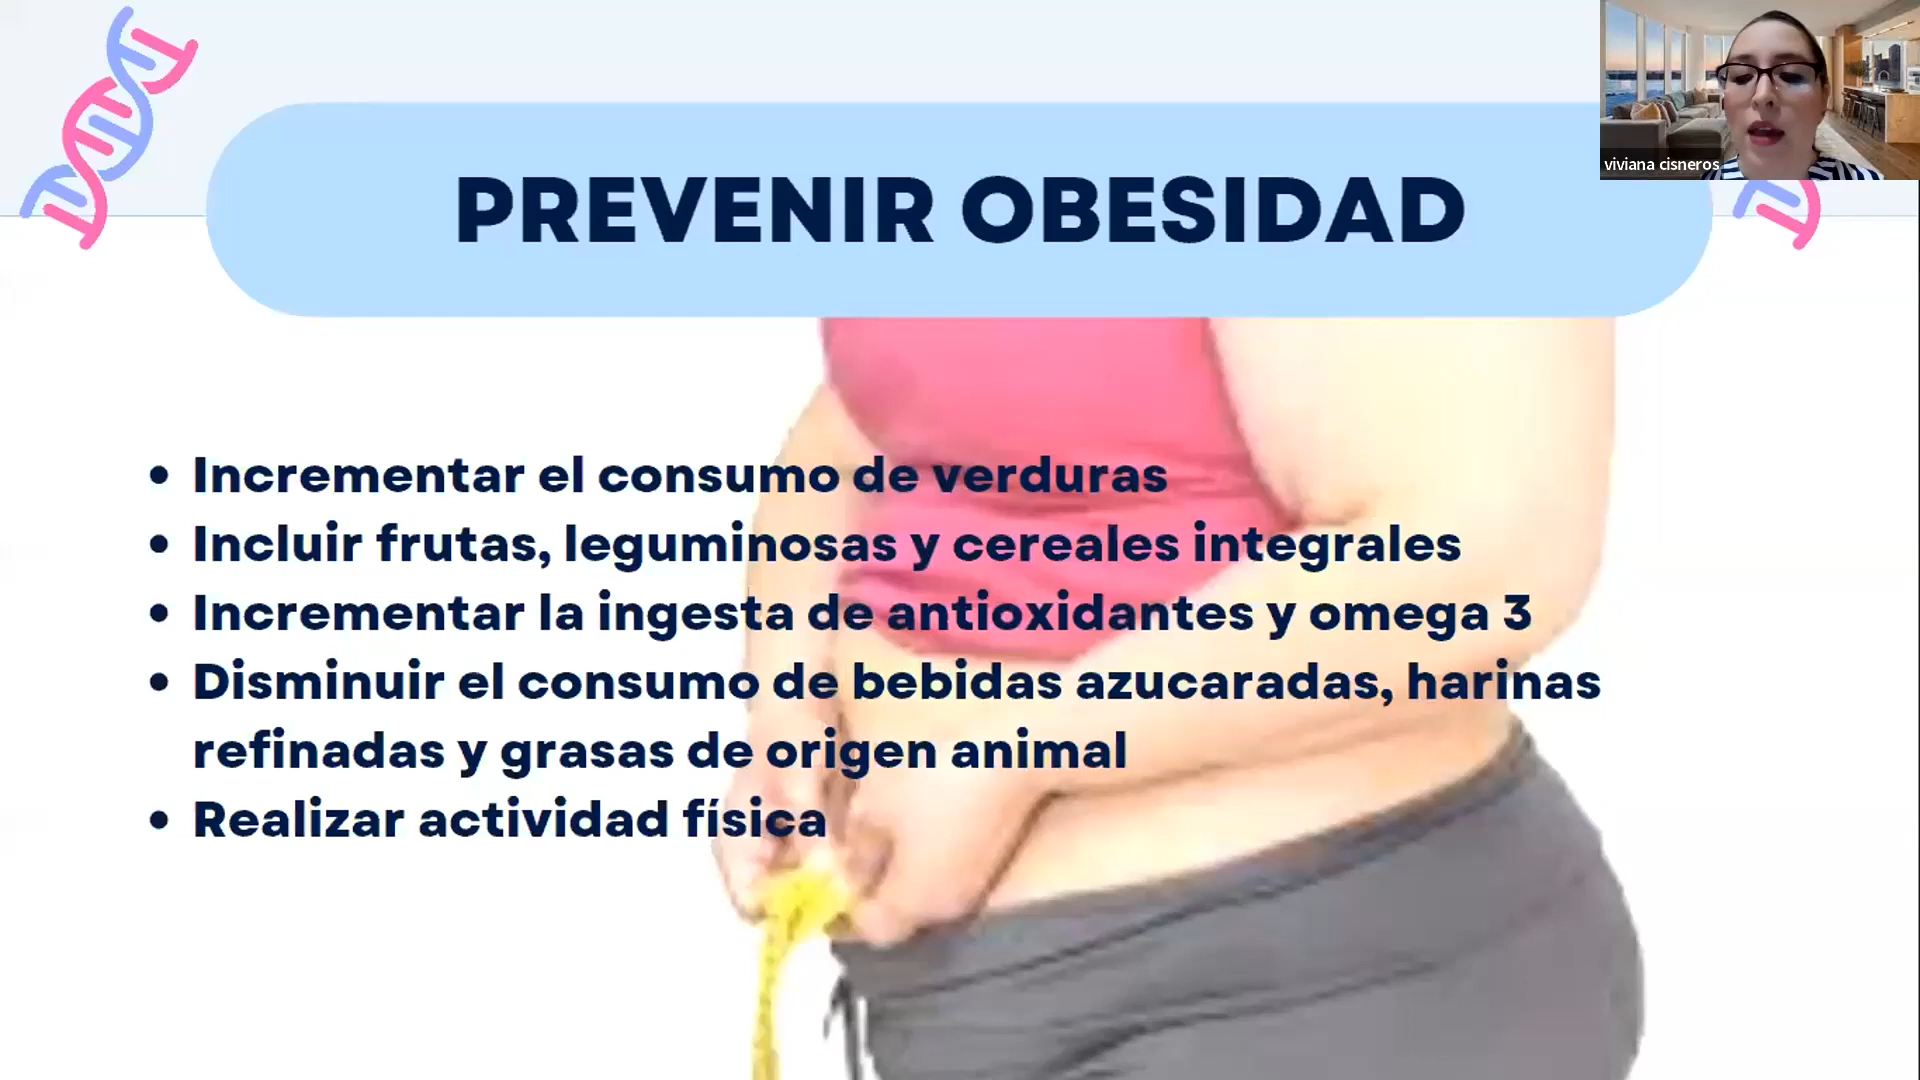 viviana cisneros
PREVENIR OBESIDAD
• Incrementar el consumo de verduras
• Incluir frutas, leguminosas y cereales integrales
• Incrementar la ingesta de antioxidantes y omega 3
• Disminuir el consumo de bebidas azucaradas, harinas
refinadas y grasas de origen animal
• Realizar actividad física